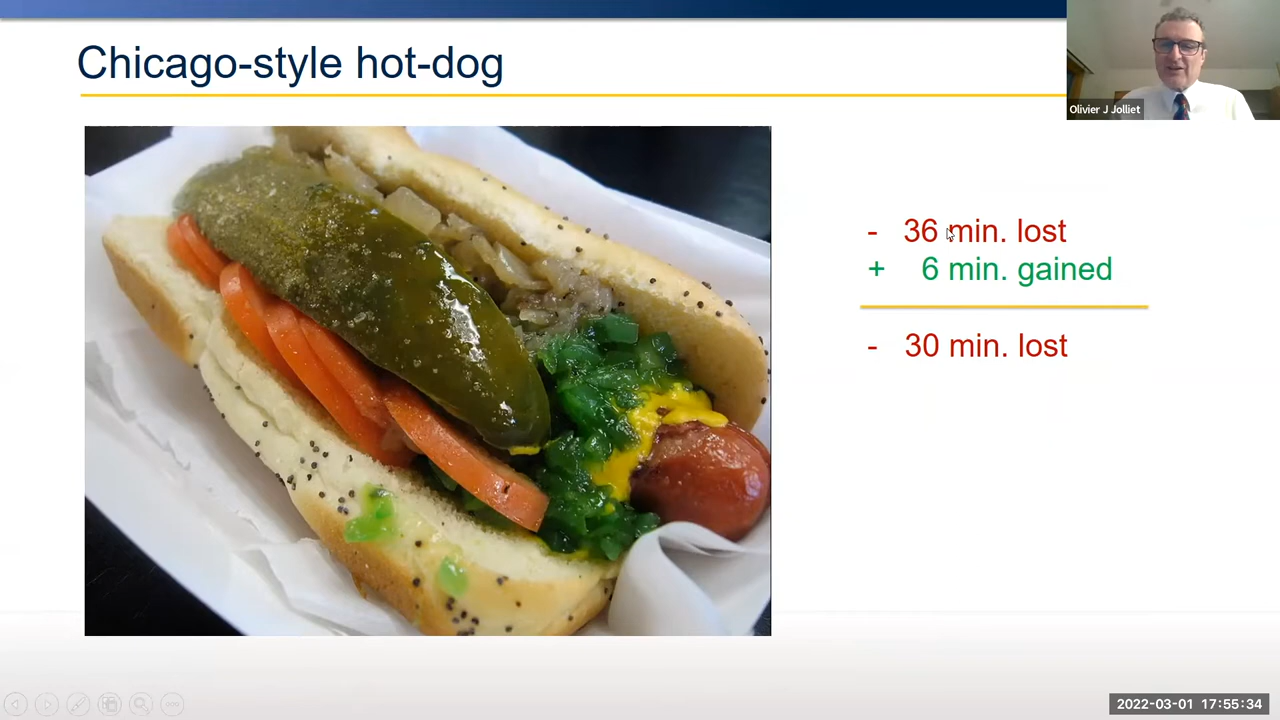 Chicago-style hot-dog
Olivier J Jolliet
- 36 min. lost
+ 6 min. gained
- 30 min. lost
2022-03-01 17:55:34